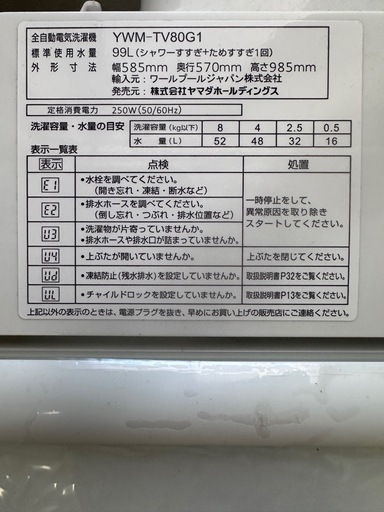 全自動電気洗濯機 YWM-TV80G1
標準使用水量 99L(シャワーすすぎ+ためすすぎ1回)
外形寸法 幅585mm 奥行570mm 高さ985mm
輸入元：ワールプールジャパン株式会社
発売元：株式会社ヤマダホールディングス
定格消費電力 250W(50/60Hz)
洗濯容量・水量の目安 洗濯容量(kg以下) 8 4 2.5 0.5
水量(L) 52 48 32 16
表示一覧表
表示 点検 処置
E1 •水栓を調べてください。
(開き忘れ・凍結・断水など)
E2 •排水ホースを調べてください。
(倒し忘れ・つぶれ・排水位置など)
U3 •洗濯物が片寄っていませんか。
•排水ホースや排水口が詰まっていませんか。
一時停止をして、
異常原因を取り除き
スタートしてください。
U4 •上ぶたが開いていませんか。 上ぶたを閉じてください。
Ud •凍結防止(残水排水)を設定していませんか。 取扱説明書P32をご覧ください。
UL •チャイルドロックを設定していませんか。 取扱説明書P13をご覧ください。
上記以外の表示のときは、電源プラグを抜き、早めにお買い上げの販売店にご連絡ください。